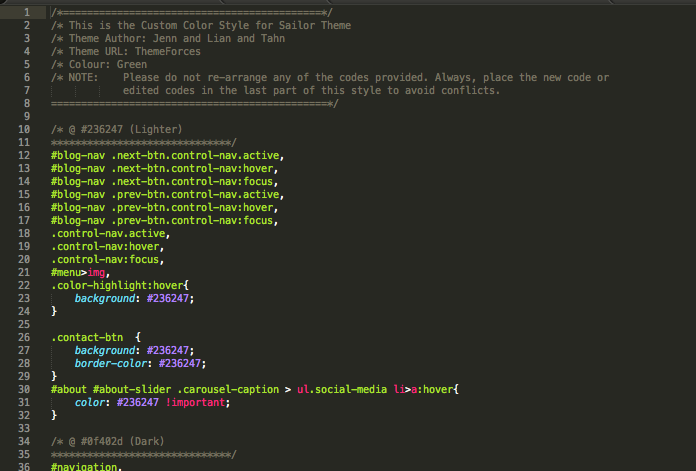 1 /*===========================================*/
2 /* This is the Custom Color Style for Sailor Theme
3 /* Theme Author: Jenn and Lian and Tahn
4 /* Theme URL: ThemeForces
5 /* Colour: Green
6 /* NOTE: Please do not re-arrange any of the codes provided. Always, place the new code or
7 edited codes in the last part of this style to avoid conflicts.
8 ==============================================*/
9
10 /* @ #236247 (Lighter)
11 ******************************/
12 #blog-nav .next-btn.control-nav.active,
13 #blog-nav .next-btn.control-nav:hover,
14 #blog-nav .next-btn.control-nav:focus,
15 #blog-nav .prev-btn.control-nav.active,
16 #blog-nav .prev-btn.control-nav:hover,
17 #blog-nav .prev-btn.control-nav:focus,
18 .control-nav.active,
19 .control-nav:hover,
20 .control-nav:focus,
21 #menu>img,
22 .color-highlight:hover{
23 background: #236247;
24 }
25
26 .contact-btn {
27 background: #236247;
28 border-color: #236247;
29 }
30 #about #about-slider .carousel-caption > ul.social-media li>a:hover{
31 color: #236247 !important;
32 }
33
34 /* @ #0f402d (Dark)
35 ******************************/
36 #navigation,